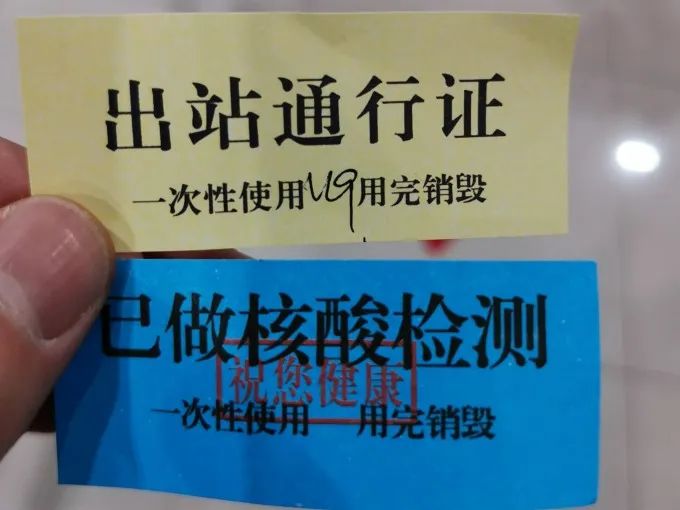 出站通行证
一次性使用 用完销毁
已做核酸检测
祝您健康
一次性使用 用完销毁